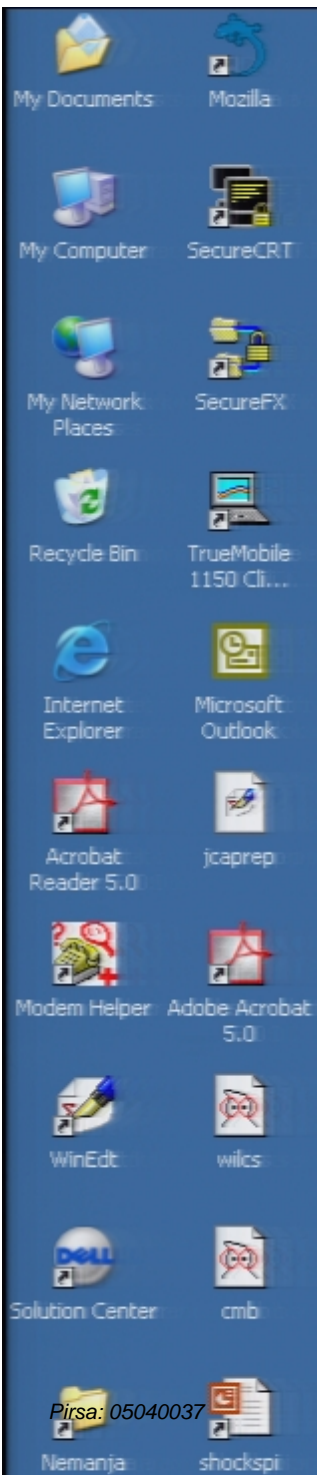 My Documents
Mozilla
My Computer
SecureCRT
My Network
Places
SecureFX
Recycle Bin
TrueMobile
1150 Cli...
Internet
Explorer
Microsoft
Outlook
Acrobat
Reader 5.0
jcaprep
Modem Helper
Adobe Acrobat
5.0
WinEdt
wilcs
DELL
Solution Center
cmb
Pirsa: 05040037
Nemanja
shockspi